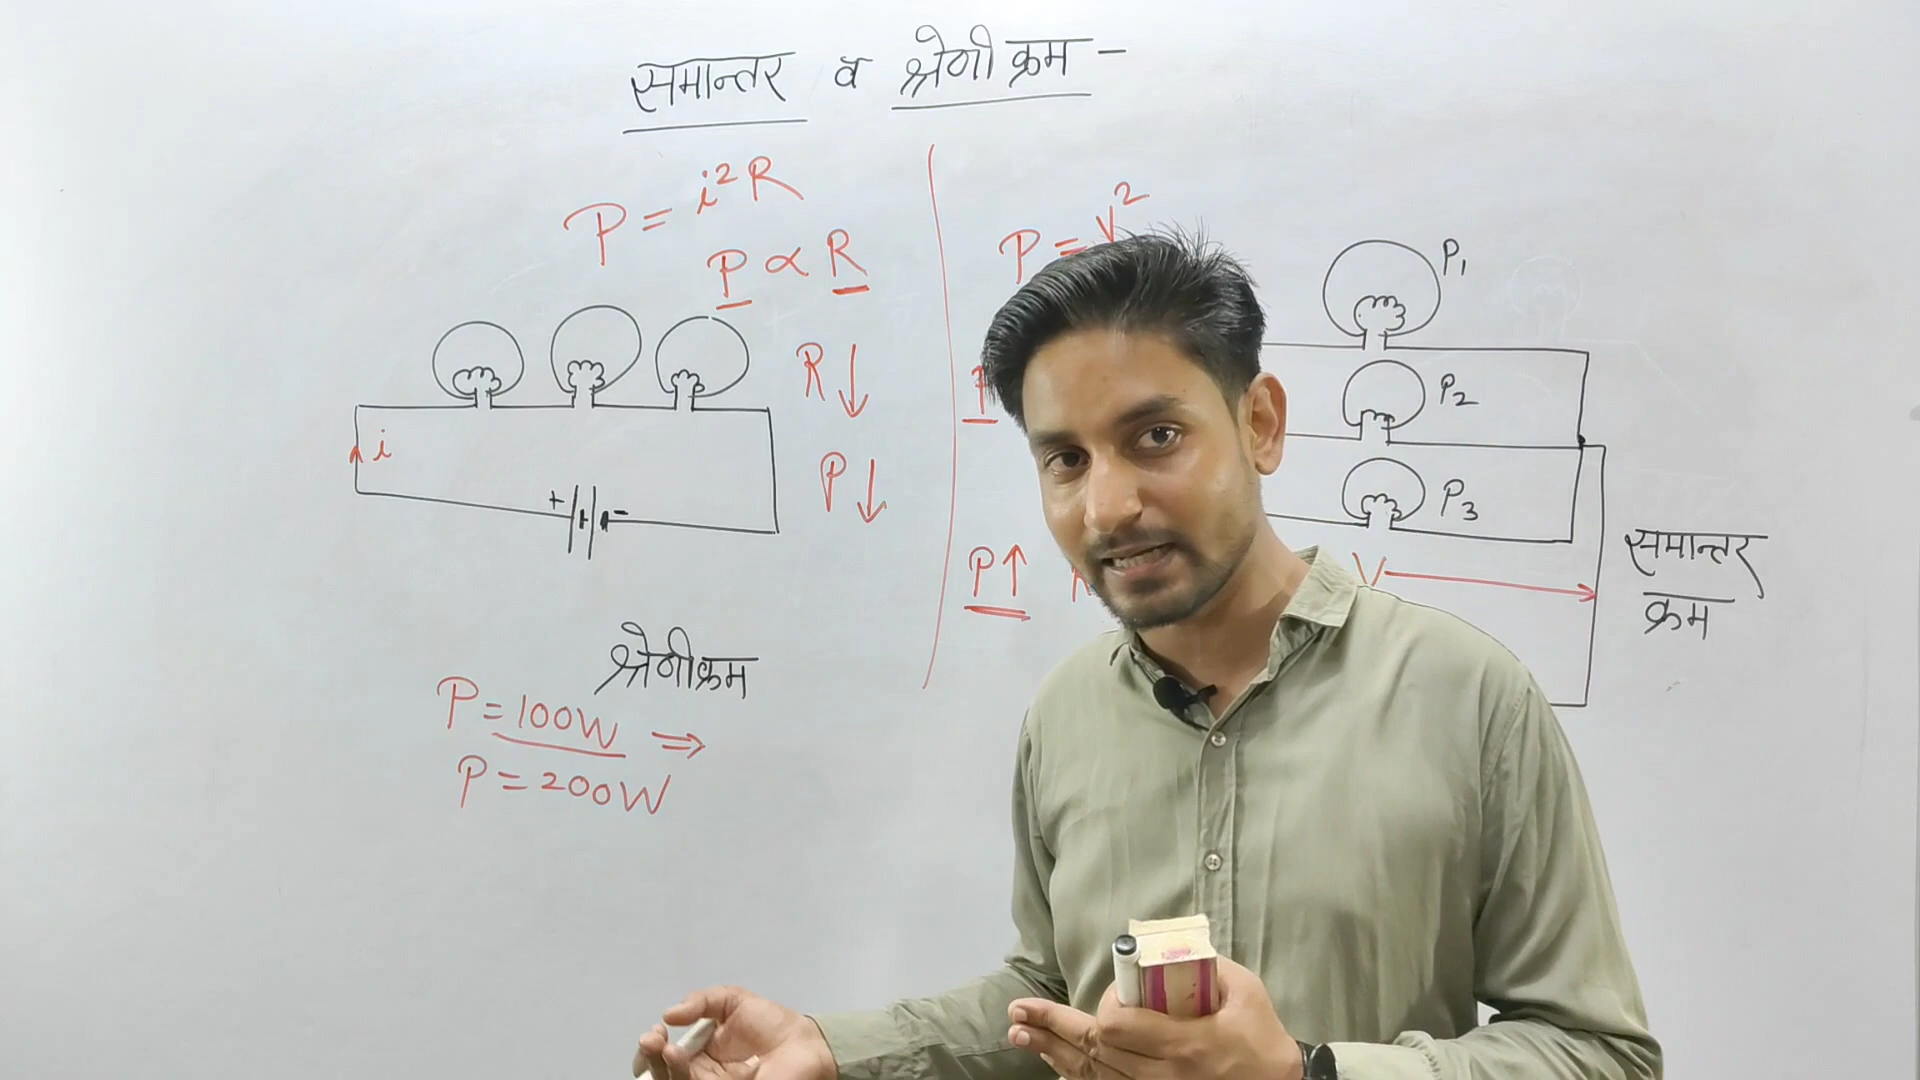 समान्तर व श्रेणी क्रम -
P = i²R
P ∝ R
R↓
i
P↓
+ -
श्रेणीक्रम
P = 100W ⇒
P = 200W
P = V²
P↑
P₁
P₂
P₃
V
समान्तर
क्रम